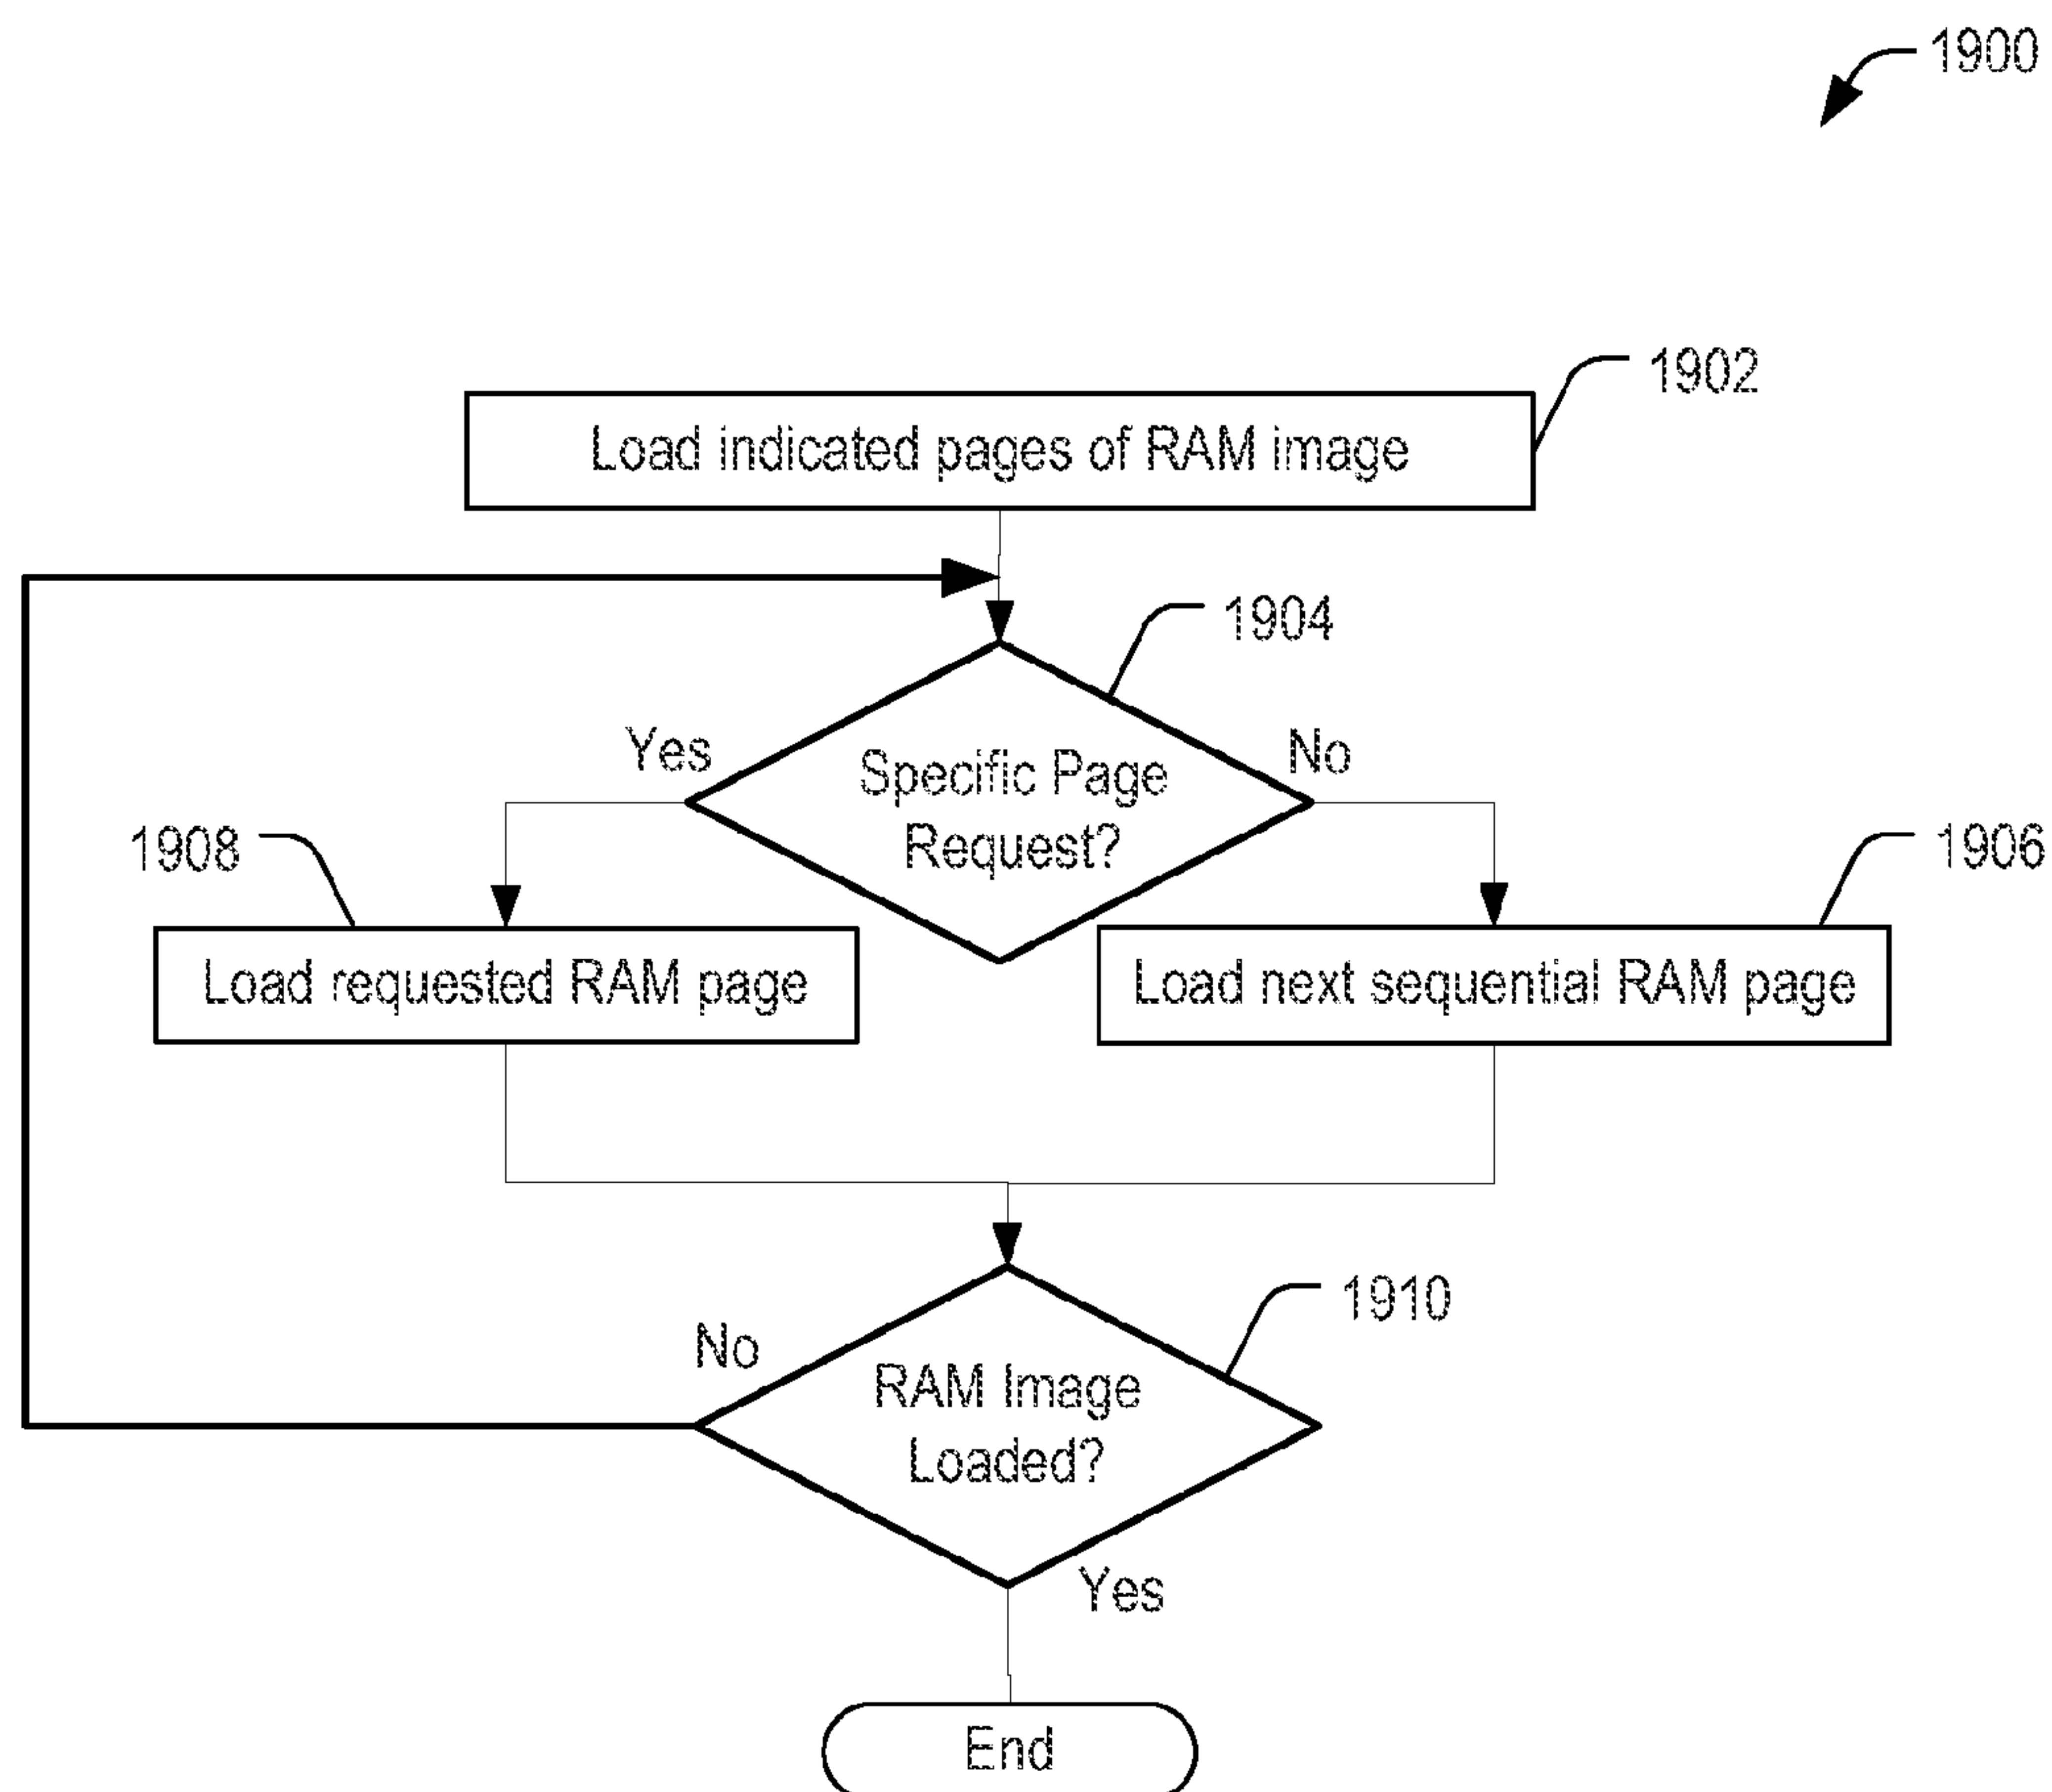 1900
1902
Load indicated pages of RAM image
1904
Yes
No
Specific Page
Request?
1908
1906
Load requested RAM page
Load next sequential RAM page
1910
No
RAM Image
Loaded?
Yes
End